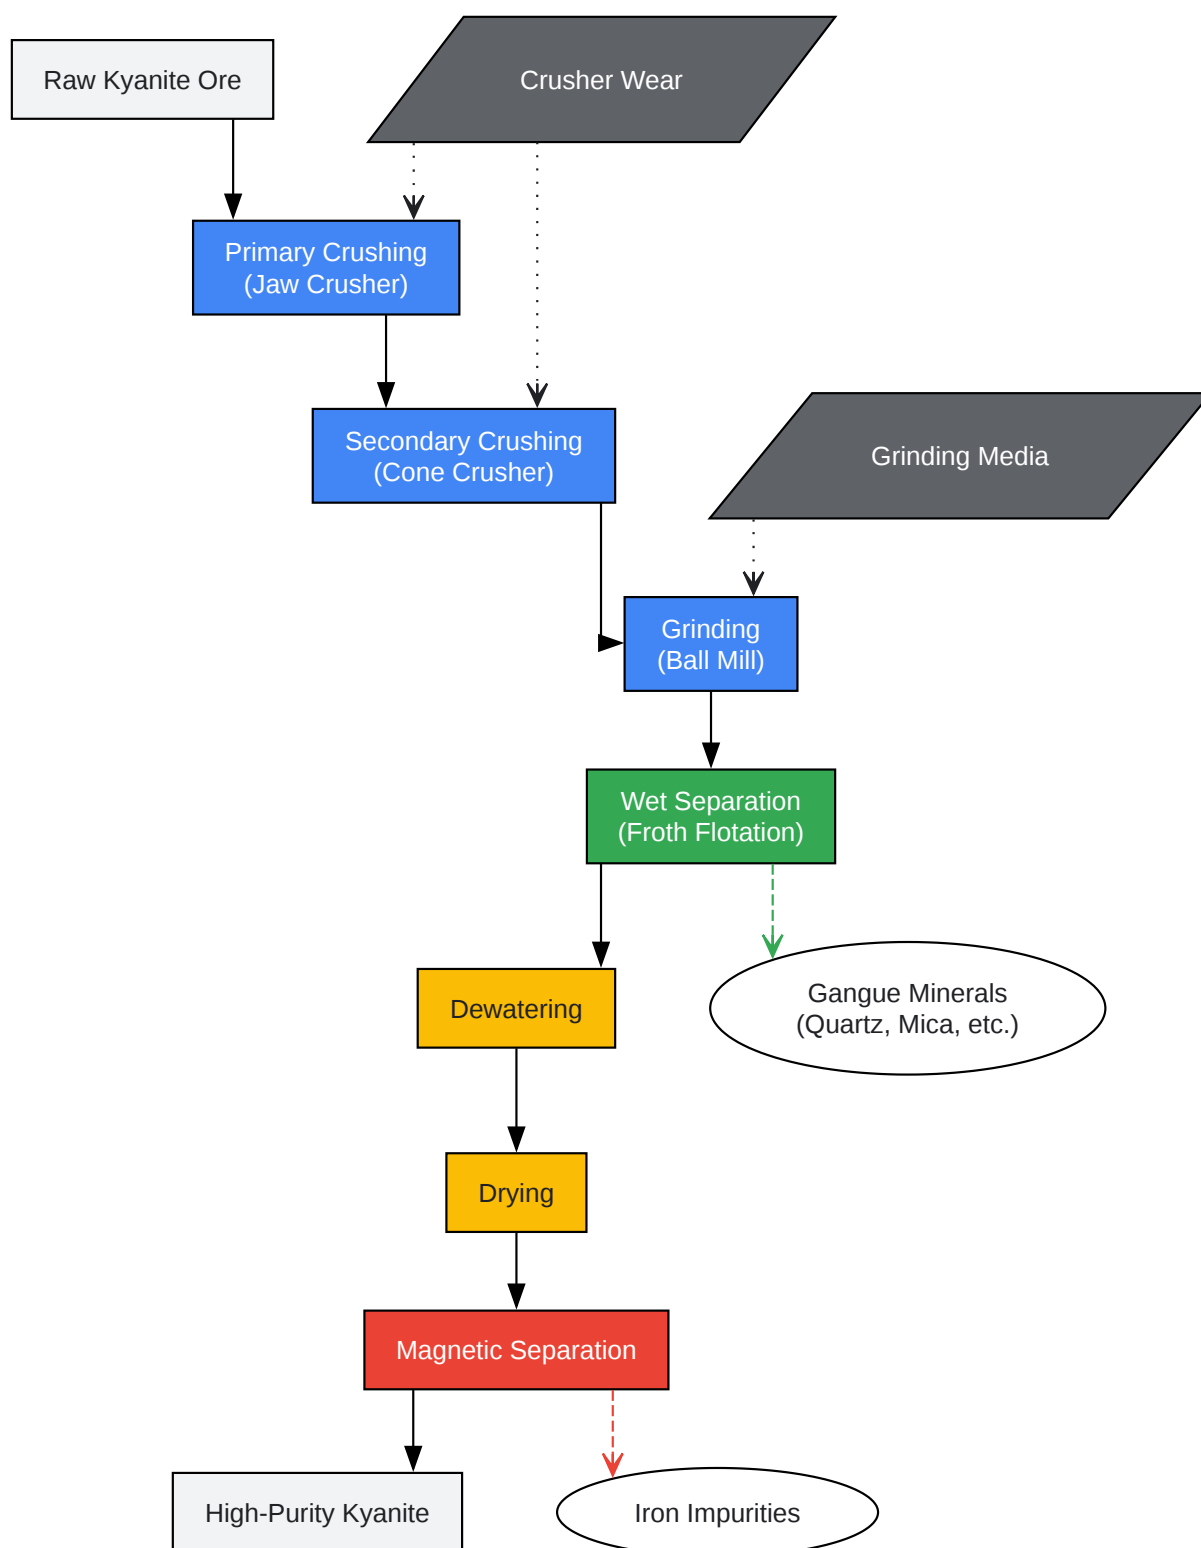 Raw Kyanite Ore
Crusher Wear
Primary Crushing
(Jaw Crusher)
Secondary Crushing
(Cone Crusher)
Grinding Media
Grinding
(Ball Mill)
Wet Separation
(Froth Flotation)
Dewatering
Gangue Minerals
(Quartz, Mica, etc.)
Drying
Magnetic Separation
High-Purity Kyanite
Iron Impurities